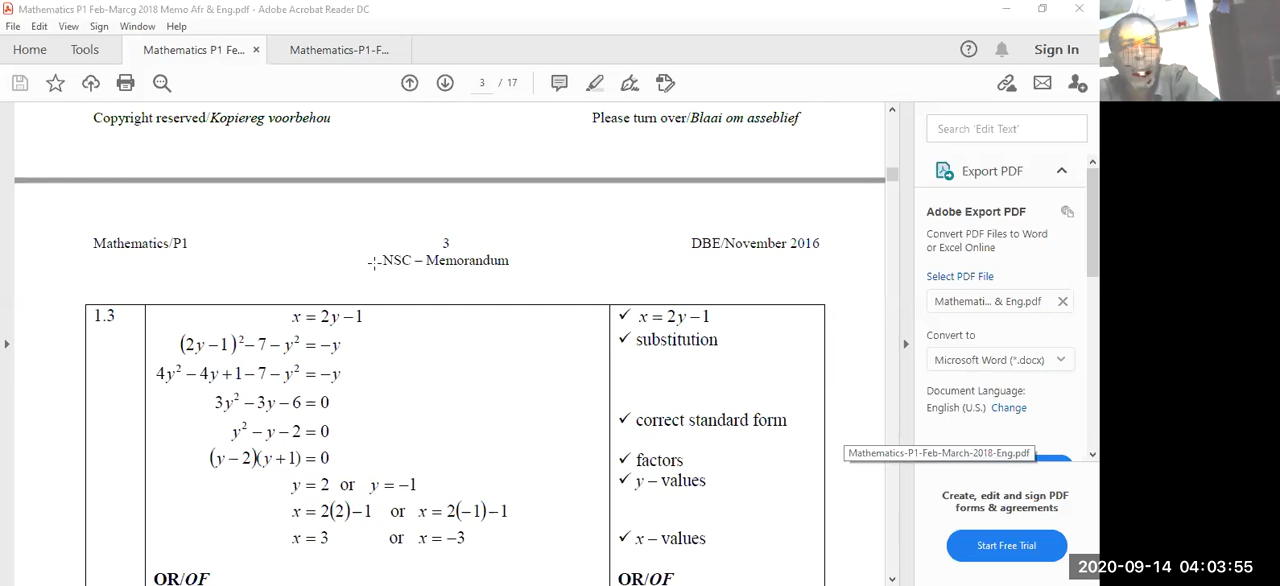 Mathematics P1 Feb-Marcg 2018 Memo Afr & Eng.pdf - Adobe Acrobat Reader DC
File Edit View Sign Window Help
Home Tools Mathematics P1 Fe... × Mathematics-P1-F... Sign In
3 / 17
Copyright reserved/Kopiereg voorbehou Please turn over/Blaai om asseblief
Mathematics/P1 3 DBE/November 2016
NSC – Memorandum
1.3 x = 2y – 1 ✓ x = 2y – 1
(2y – 1)² – 7 – y² = –y ✓ substitution
4y² – 4y + 1 – 7 – y² = –y
3y² – 3y – 6 = 0
✓ correct standard form
y² – y – 2 = 0
(y – 2)(y + 1) = 0 ✓ factors
y = 2 or y = –1 ✓ y – values
x = 2(2) – 1 or x = 2(–1) – 1
x = 3 or x = –3 ✓ x – values
OR/OF OR/OF
Search 'Edit Text'
Export PDF
Adobe Export PDF
Convert PDF Files to Word
or Excel Online
Select PDF File
Mathemati... & Eng.pdf
Convert to
Microsoft Word (*.docx)
Document Language:
English (U.S.) Change
Mathematics-P1-Feb-March-2018-Eng.pdf
Create, edit and sign PDF
forms & agreements
Start Free Trial
2020-09-14 04:03:55